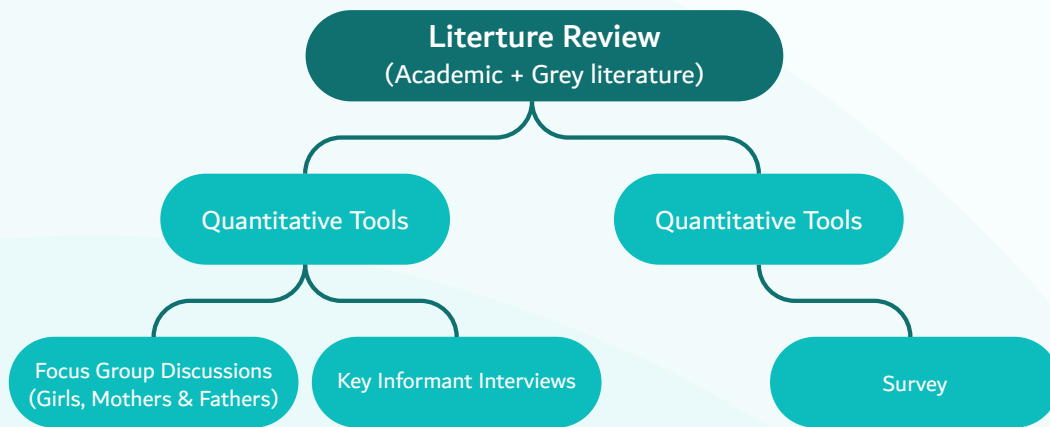 Literture Review
(Academic + Grey literature)
Quantitative Tools
Quantitative Tools
Focus Group Discussions
(Girls, Mothers & Fathers)
Key Informant Interviews
Survey